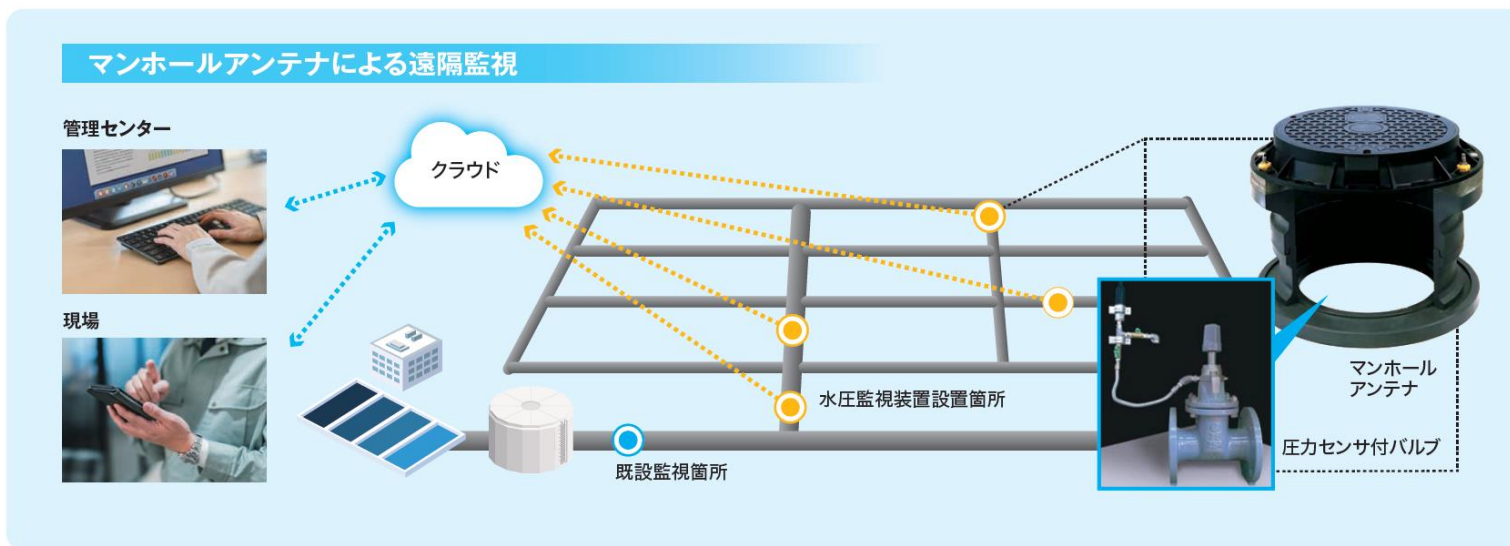 マンホールアンテナによる遠隔監視
管理センター
クラウド
現場
水圧監視装置設置箇所
既設監視箇所
マンホール
アンテナ
圧力センサ付バルブ